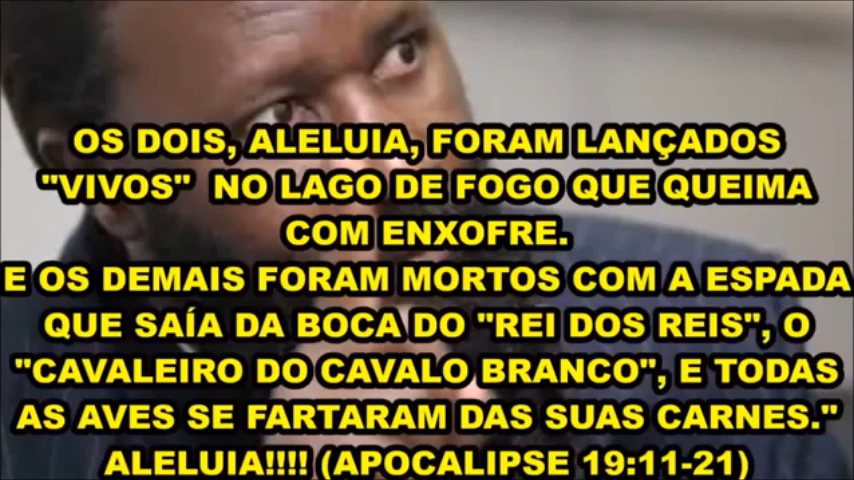 OS DOIS, ALELUIA, FORAM LANÇADOS
"VIVOS" NO LAGO DE FOGO QUE QUEIMA
COM ENXOFRE.
E OS DEMAIS FORAM MORTOS COM A ESPADA
QUE SAÍA DA BOCA DO "REI DOS REIS", O
"CAVALEIRO DO CAVALO BRANCO", E TODAS
AS AVES SE FARTARAM DAS SUAS CARNES."
ALELUIA!!!! (APOCALIPSE 19:11-21)